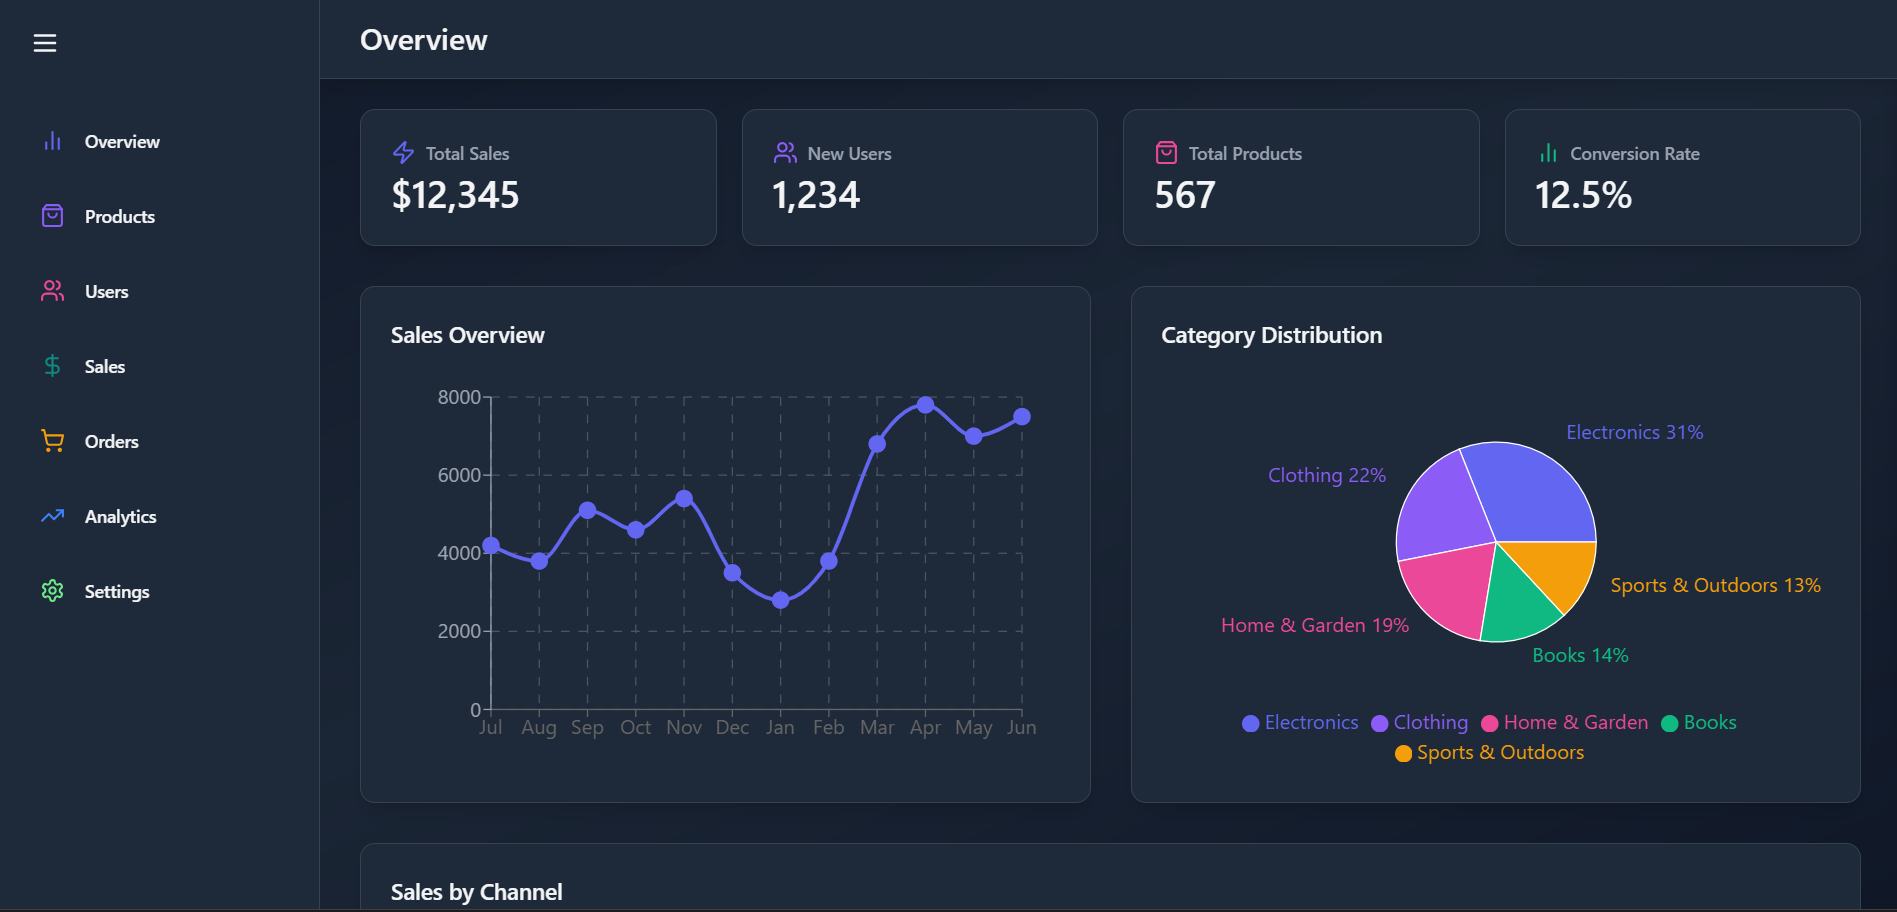 Overview
Products
Users
Sales
Orders
Analytics
Settings
Overview
Total Sales
$12,345
New Users
1,234
Total Products
567
Conversion Rate
12.5%
Sales Overview
8000
6000
4000
2000
0
Jul Aug Sep Oct Nov Dec Jan Feb Mar Apr May Jun
Category Distribution
Electronics 31%
Clothing 22%
Sports & Outdoors 13%
Home & Garden 19%
Books 14%
Electronics Clothing Home & Garden Books
Sports & Outdoors
Sales by Channel